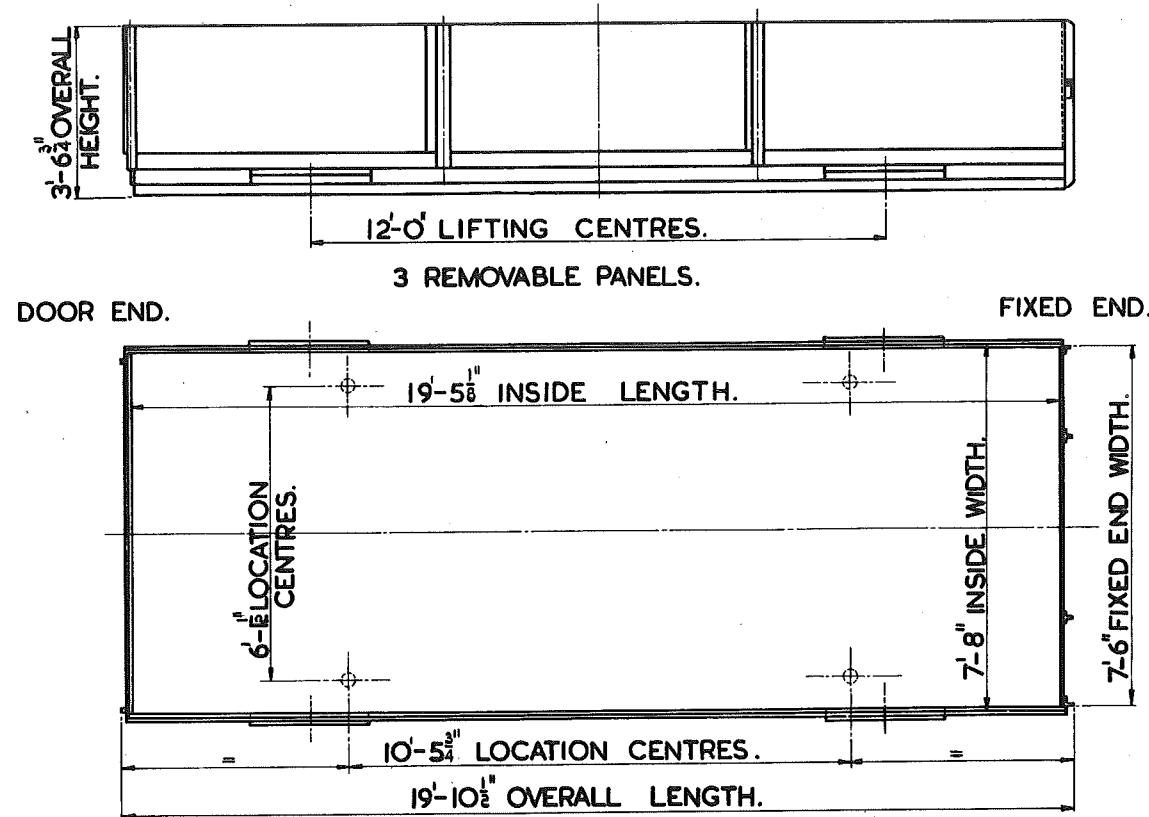 3'-6¾" OVERALL
HEIGHT.
12'-0" LIFTING CENTRES.
3 REMOVABLE PANELS.
DOOR END.
FIXED END.
19'-5⅛" INSIDE LENGTH.
6'-1½" LOCATION
CENTRES.
7'-8" INSIDE WIDTH.
7'-6" FIXED END WIDTH.
=
10'-5¾" LOCATION CENTRES.
=
19'-10½" OVERALL LENGTH.